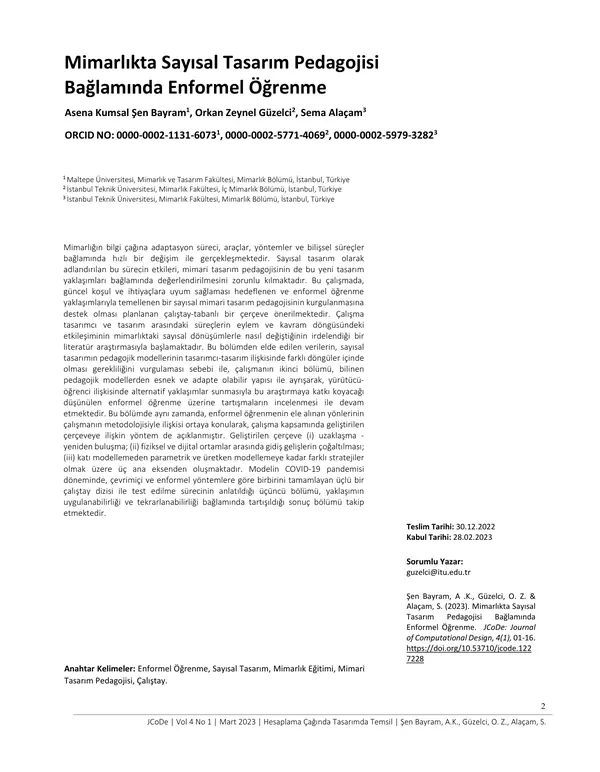 Mimarlıkta Sayısal Tasarım Pedagojisi
Bağlamında Enformel Öğrenme
Asena Kumsal Şen Bayram1, Orkan Zeynel Güzelci2, Sema Alaçam3
ORCID NO: 0000-0002-1131-60731, 0000-0002-5771-40692, 0000-0002-5979-32823
1 Maltepe Üniversitesi, Mimarlık ve Tasarım Fakültesi, Mimarlık Bölümü, İstanbul, Türkiye
2 İstanbul Teknik Üniversitesi, Mimarlık Fakültesi, İç Mimarlık Bölümü, İstanbul, Türkiye
3 İstanbul Teknik Üniversitesi, Mimarlık Fakültesi, Mimarlık Bölümü, İstanbul, Türkiye
Mimarlığın bilgi çağına adaptasyon süreci, araçlar, yöntemler ve bilişsel süreçler
bağlamında hızlı bir değişim ile gerçekleşmektedir. Sayısal tasarım olarak
adlandırılan bu sürecin etkileri, mimari tasarım pedagojisinin de bu yeni tasarım
yaklaşımları bağlamında değerlendirilmesini zorunlu kılmaktadır. Bu çalışmada,
güncel koşul ve ihtiyaçlara uyum sağlaması hedeflenen ve enformel öğrenme
yaklaşımlarıyla temellenen bir sayısal mimari tasarım pedagojisinin kurgulanmasına
destek olması planlanan çalıştay-tabanlı bir çerçeve önerilmektedir. Çalışma
tasarımcı ve tasarım arasındaki süreçlerin eylem ve kavram döngüsündeki
etkileşiminin mimarlıktaki sayısal dönüşümlerle nasıl değiştiğinin irdelendiği bir
literatür araştırmasıyla başlamaktadır. Bu bölümden elde edilen verilerin, sayısal
tasarımın pedagojik modellerinin tasarımcı-tasarım ilişkisinde farklı döngüler içinde
olması gerekliliğini vurgulaması sebebi ile, çalışmanın ikinci bölümü, bilinen
pedagojik modellerden esnek ve adapte olabilir yapısı ile ayrışarak, yürütücü-
öğrenci ilişkisinde alternatif yaklaşımlar sunmasıyla bu araştırmaya katkı koyacağı
düşünülen enformel öğrenme üzerine tartışmaların incelenmesi ile devam
etmektedir. Bu bölümde aynı zamanda, enformel öğrenmenin ele alınan yönlerinin
çalışmanın metodolojisiyle ilişkisi ortaya konularak, çalışma kapsamında geliştirilen
çerçeveye ilişkin yöntem de açıklanmıştır. Geliştirilen çerçeve (i) uzaklaşma -
yeniden buluşma; (ii) fiziksel ve dijital ortamlar arasında gidiş gelişlerin çoğaltılması;
(iii) katı modellemeden parametrik ve üretken modellemeye kadar farklı stratejiler
olmak üzere üç ana eksenden oluşmaktadır. Modelin COVID-19 pandemisi
döneminde, çevrimiçi ve enformel yöntemlere göre birbirini tamamlayan üçlü bir
çalıştay dizisi ile test edilme sürecinin anlatıldığı üçüncü bölümü, yaklaşımın
uygulanabilirliği ve tekrarlanabilirliği bağlamında tartışıldığı sonuç bölümü takip
etmektedir.
Teslim Tarihi: 30.12.2022
Kabul Tarihi: 28.02.2023
Sorumlu Yazar:
guzelci@itu.edu.tr
Şen Bayram, A .K., Güzelci, O. Z. &
Alaçam, S. (2023). Mimarlıkta Sayısal
Tasarım Pedagojisi Bağlamında
Enformel Öğrenme. JCoDe: Journal
of Computational Design, 4(1), 01-16.
https://doi.org/10.53710/jcode.122
7228
Anahtar Kelimeler: Enformel Öğrenme, Sayısal Tasarım, Mimarlık Eğitimi, Mimari
Tasarım Pedagojisi, Çalıştay.
2
JCoDe | Vol 4 No 1 | Mart 2023 | Hesaplama Çağında Tasarımda Temsil | Şen Bayram, A.K., Güzelci, O. Z., Alaçam, S.